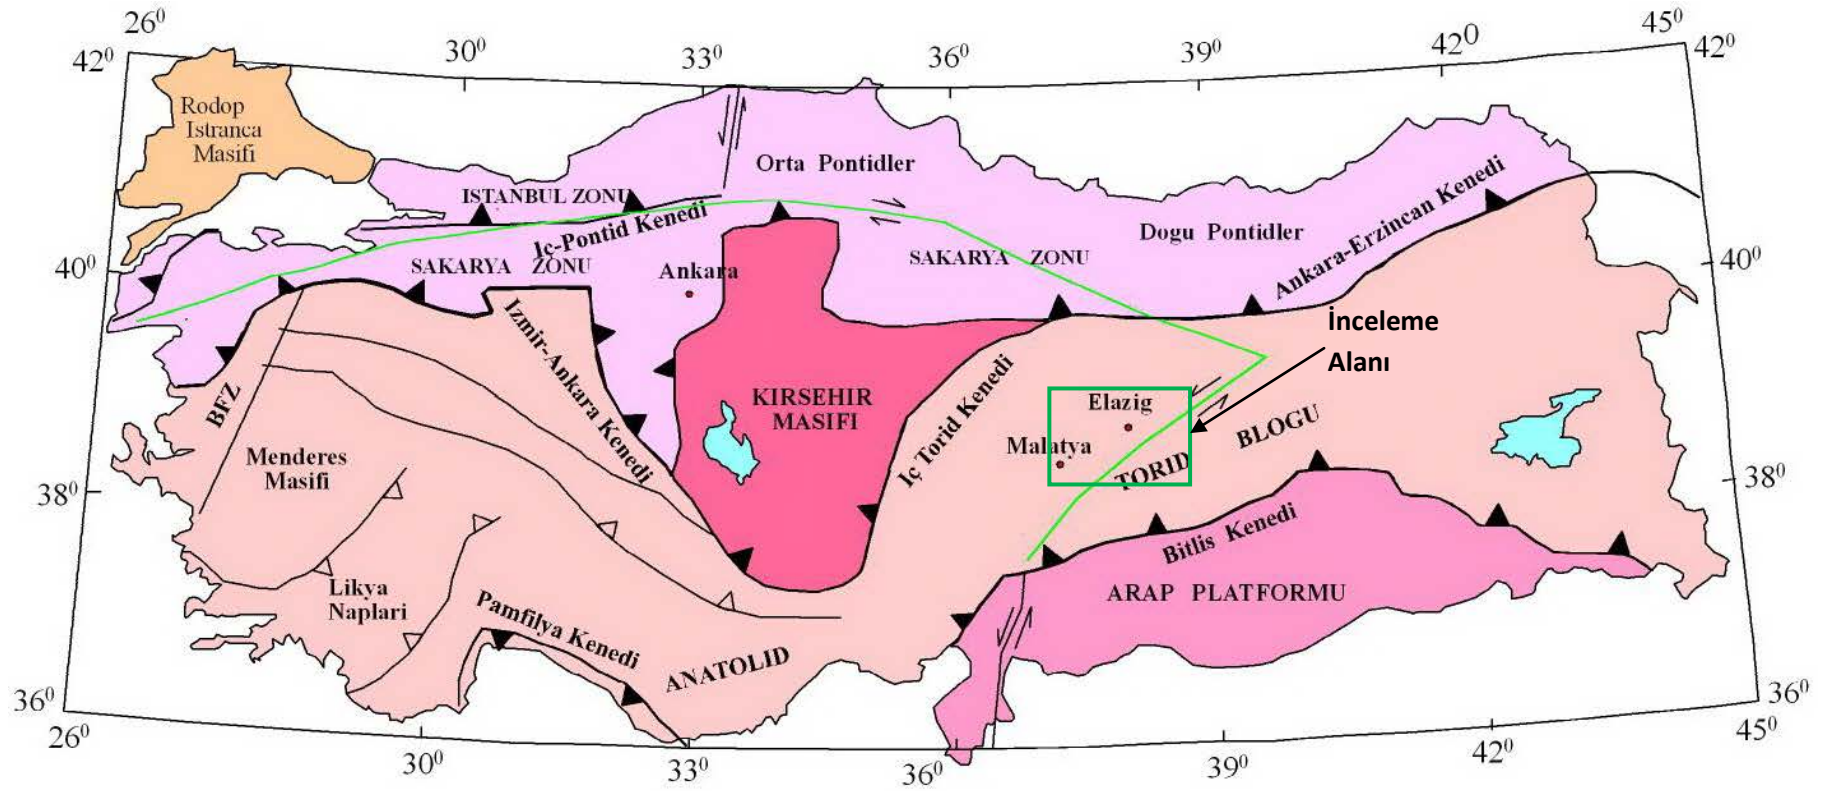 26⁰
30⁰
33⁰
36⁰
39⁰
42⁰
45⁰
42⁰
42⁰
Rodop
Istranca
Masifi
Orta Pontidler
ISTANBUL ZONU
Iç-Pontid Kenedi
Dogu Pontidler
Ankara-Erzincan Kenedi
SAKARYA ZONU
SAKARYA ZONU
Ankara
40⁰
40⁰
İnceleme
Alanı
Izmir-Ankara Kenedi
BFZ
KIRSEHIR
MASIFI
İç Torid Kenedi
Elazig
Malatya
TORID BLOGU
Menderes
Masifi
38⁰
38⁰
Bitlis Kenedi
ARAP PLATFORMU
Likya
Naplari
Pamfilya Kenedi
ANATOLID
36⁰
36⁰
26⁰
30⁰
33⁰
36⁰
39⁰
42⁰
45⁰